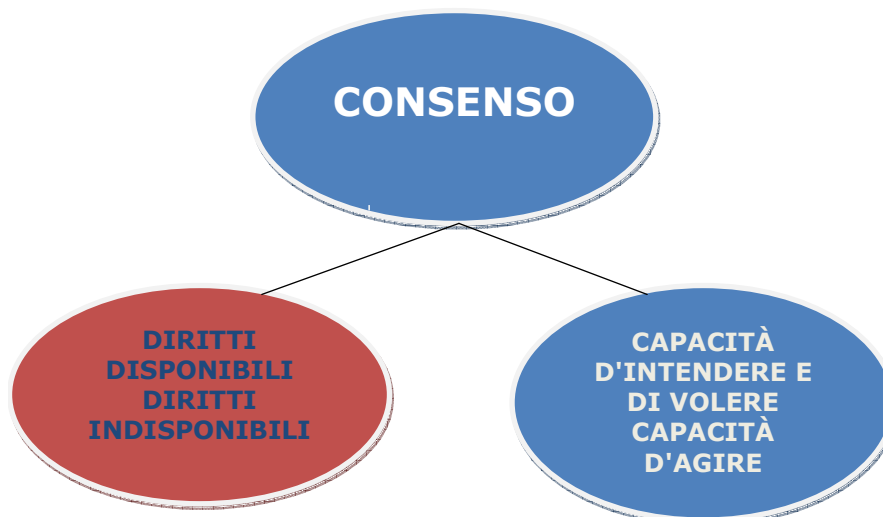 CONSENSO
DIRITTI
DISPONIBILI
DIRITTI
INDISPONIBILI
CAPACITÀ
D'INTENDERE E
DI VOLERE
CAPACITÀ
D'AGIRE